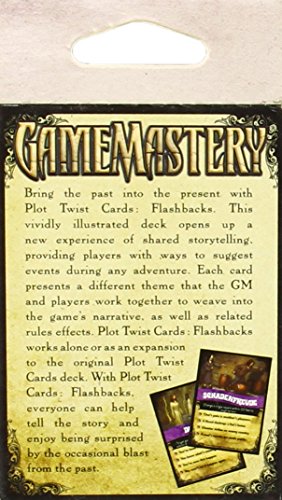 GAMEMASTERY
Bring the past into the present with
Plot Twist Cards: Flashbacks. This
vividly illustrated deck opens up
a new experience of shared storytelling,
providing players with ways to suggest
events during any adventure. Each card
presents a different theme that the GM
and players work together to weave into
the game's narrative, as well as related
rules effects. Plot Twist Cards: Flashbacks
works alone or as an expansion
to the original Plot Twist
Cards deck. With Plot Twist
Cards: Flashbacks,
everyone can help
tell the story and
enjoy being surprised
by the occasional blast
from the past.
SCHADENFREUDE